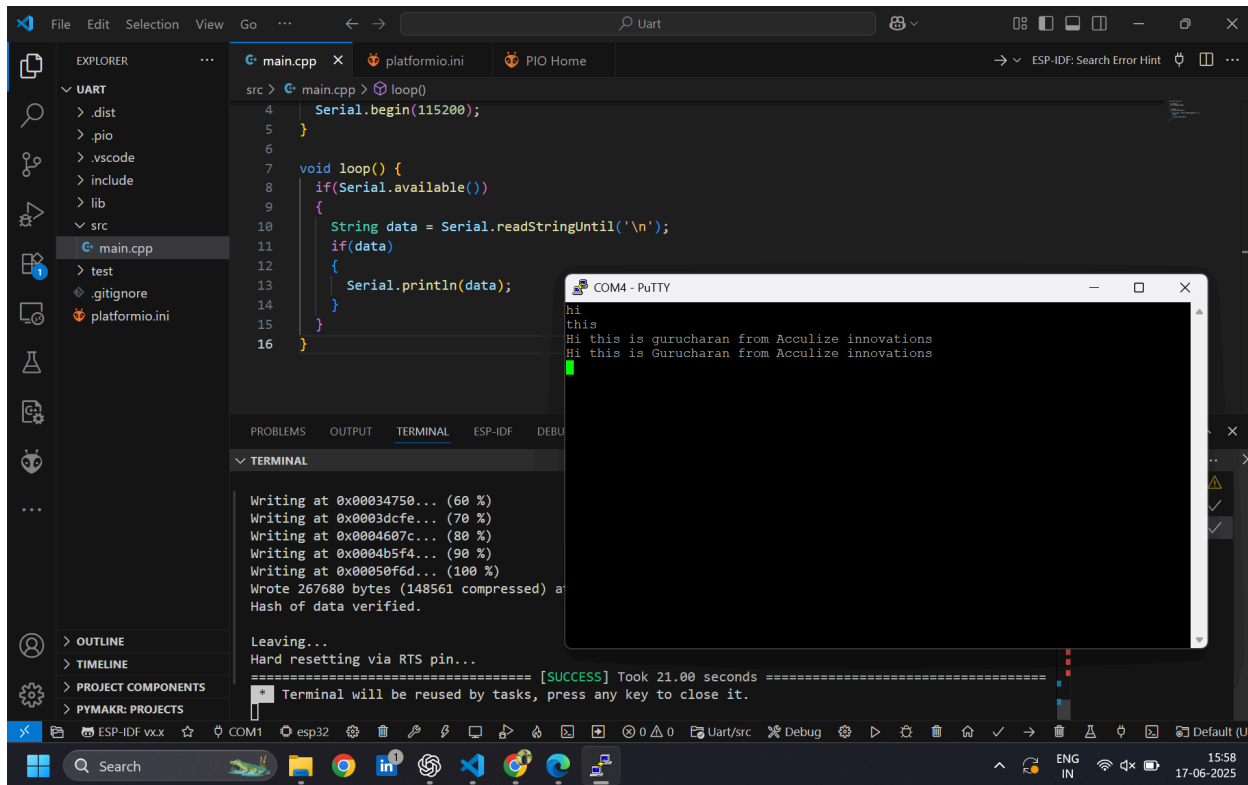 File Edit Selection View Go ··· Uart
EXPLORER ···
main.cpp platformio.ini PIO Home ESP-IDF: Search Error Hint ···
src > main.cpp > loop()
UART
.dist
.pio
.vscode
include
lib
src
main.cpp
test
.gitignore
platformio.ini
OUTLINE
TIMELINE
PROJECT COMPONENTS
PYMAKR: PROJECTS
4 Serial.begin(115200);
5 }
6
7 void loop() {
8 if(Serial.available())
9 {
10 String data = Serial.readStringUntil('\n');
11 if(data)
12 {
13 Serial.println(data);
14 }
15 }
16 }
COM4 - PuTTY
hi
this
Hi this is gurucharan from Acculize innovations
Hi this is Gurucharan from Acculize innovations
PROBLEMS OUTPUT TERMINAL ESP-IDF DEBU
TERMINAL
Writing at 0x00034750... (60 %)
Writing at 0x0003dcfe... (70 %)
Writing at 0x0004607c... (80 %)
Writing at 0x0004b5f4... (90 %)
Writing at 0x00050f6d... (100 %)
Wrote 267680 bytes (148561 compressed) a
Hash of data verified.
Leaving...
Hard resetting via RTS pin...
=================================== [SUCCESS] Took 21.00 seconds ===================================
* Terminal will be reused by tasks, press any key to close it.
1
ESP-IDF vx.x COM1 esp32 0 0 Uart/src Debug Default (U
Search 1 ENG IN 15:58 17-06-2025